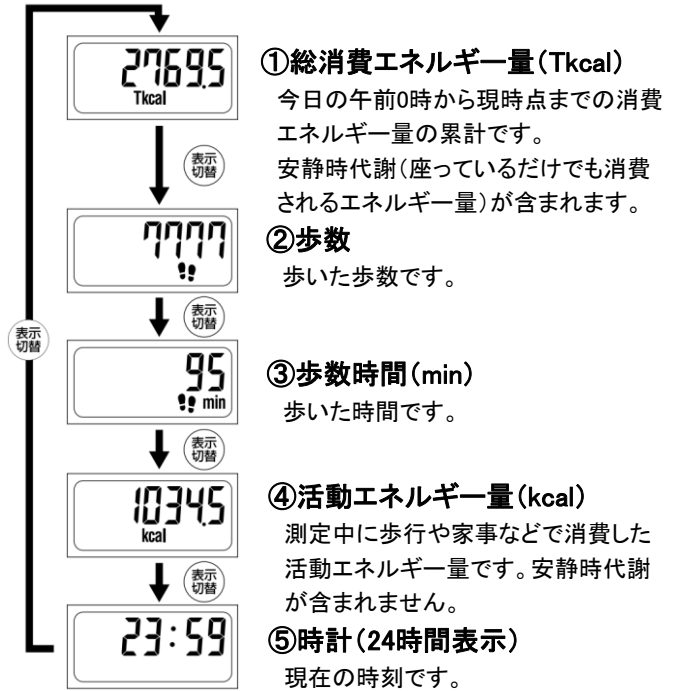 2769.5
Tkcal
①総消費エネルギー量(Tkcal)
今日の午前0時から現時点までの消費
エネルギー量の累計です。
安静時代謝(座っているだけでも消費
されるエネルギー量)が含まれます。
表示
切替
7777
②歩数
歩いた歩数です。
表示
切替
表示
切替
95
min
③歩数時間(min)
歩いた時間です。
表示
切替
1034.5
kcal
④活動エネルギー量(kcal)
測定中に歩行や家事などで消費した
活動エネルギー量です。安静時代謝
が含まれません。
表示
切替
23:59
⑤時計(24時間表示)
現在の時刻です。